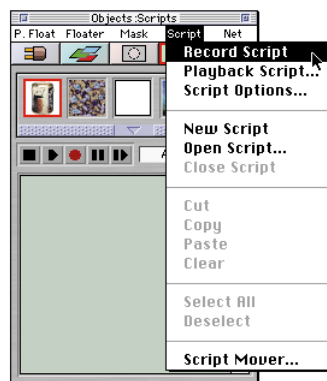 Objects:Scripts
P. Float Floater Mask Script Net
Record Script
Playback Script...
Script Options...
New Script
Open Script...
Close Script
Cut
Copy
Paste
Clear
Select All
Deselect
Script Mover...